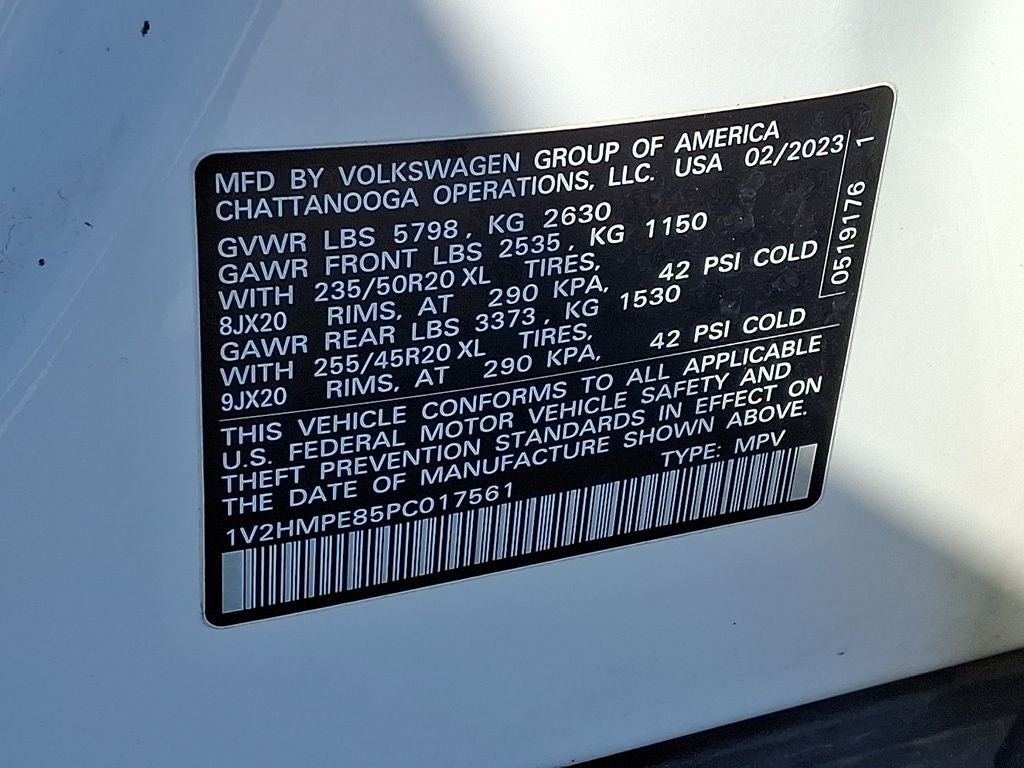 MFD BY VOLKSWAGEN GROUP OF AMERICA
CHATTANOOGA OPERATIONS, LLC. USA 02/2023
GVWR LBS 5798, KG 2630
GAWR FRONT LBS 2535, KG 1150
WITH 235/50R20 XL TIRES,
8JX20 RIMS, AT 290 KPA, 42 PSI COLD
GAWR REAR LBS 3373, KG 1530
WITH 255/45R20 XL TIRES,
9JX20 RIMS, AT 290 KPA, 42 PSI COLD
THIS VEHICLE CONFORMS TO ALL APPLICABLE
U.S. FEDERAL MOTOR VEHICLE SAFETY AND
THEFT PREVENTION STANDARDS IN EFFECT ON
THE DATE OF MANUFACTURE SHOWN ABOVE.
1V2HMPE85PC017561 TYPE: MPV
0519176 1